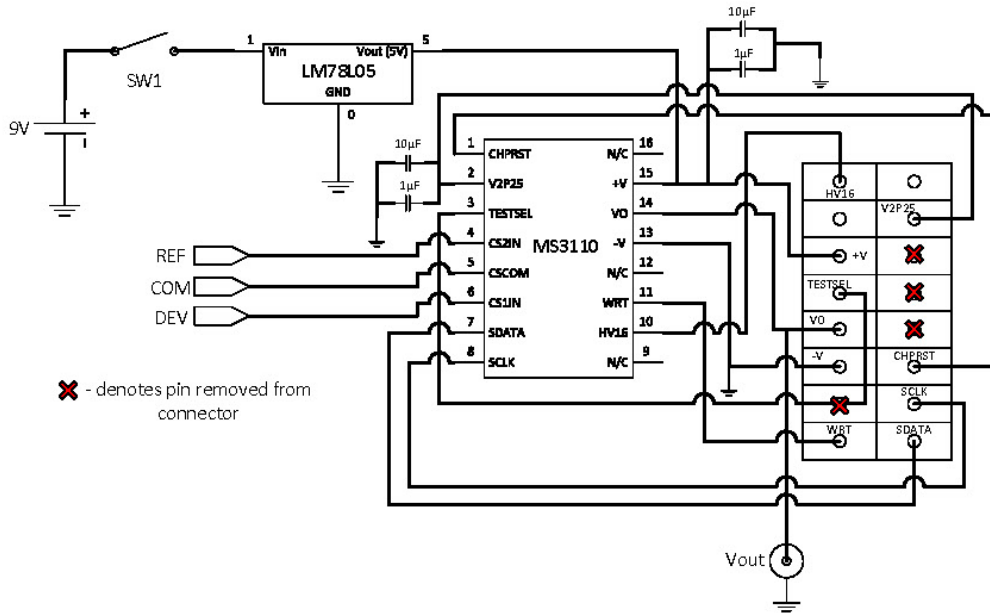 10µF
1µF
1
Vin
Vout (5V)
5
LM78L05
GND
0
SW1
9V
+
10µF
1µF
1
CHPRST
N/C
16
2
V2P25
+V
15
3
TESTSEL
VO
14
4
CS2IN
-V
13
5
CSCOM
N/C
12
6
CS1IN
WRT
11
7
SDATA
HV16
10
8
SCLK
N/C
9
MS3110
REF
COM
DEV
HV16
V2P25
+V
TESTSEL
VO
-V
CHPRST
SCLK
WRT
SDATA
- denotes pin removed from
connector
Vout